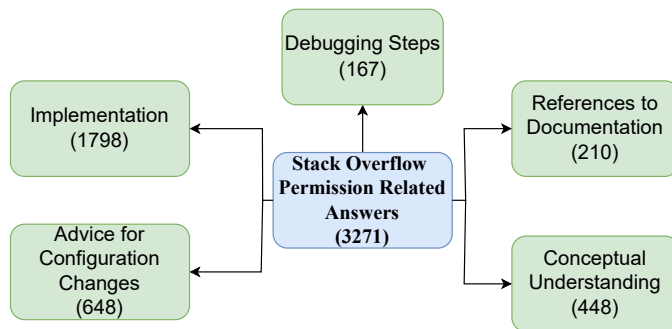 Debugging Steps
(167)
Implementation
(1798)
References to
Documentation
(210)
Stack Overflow
Permission Related
Answers
(3271)
Advice for
Configuration
Changes
(648)
Conceptual
Understanding
(448)